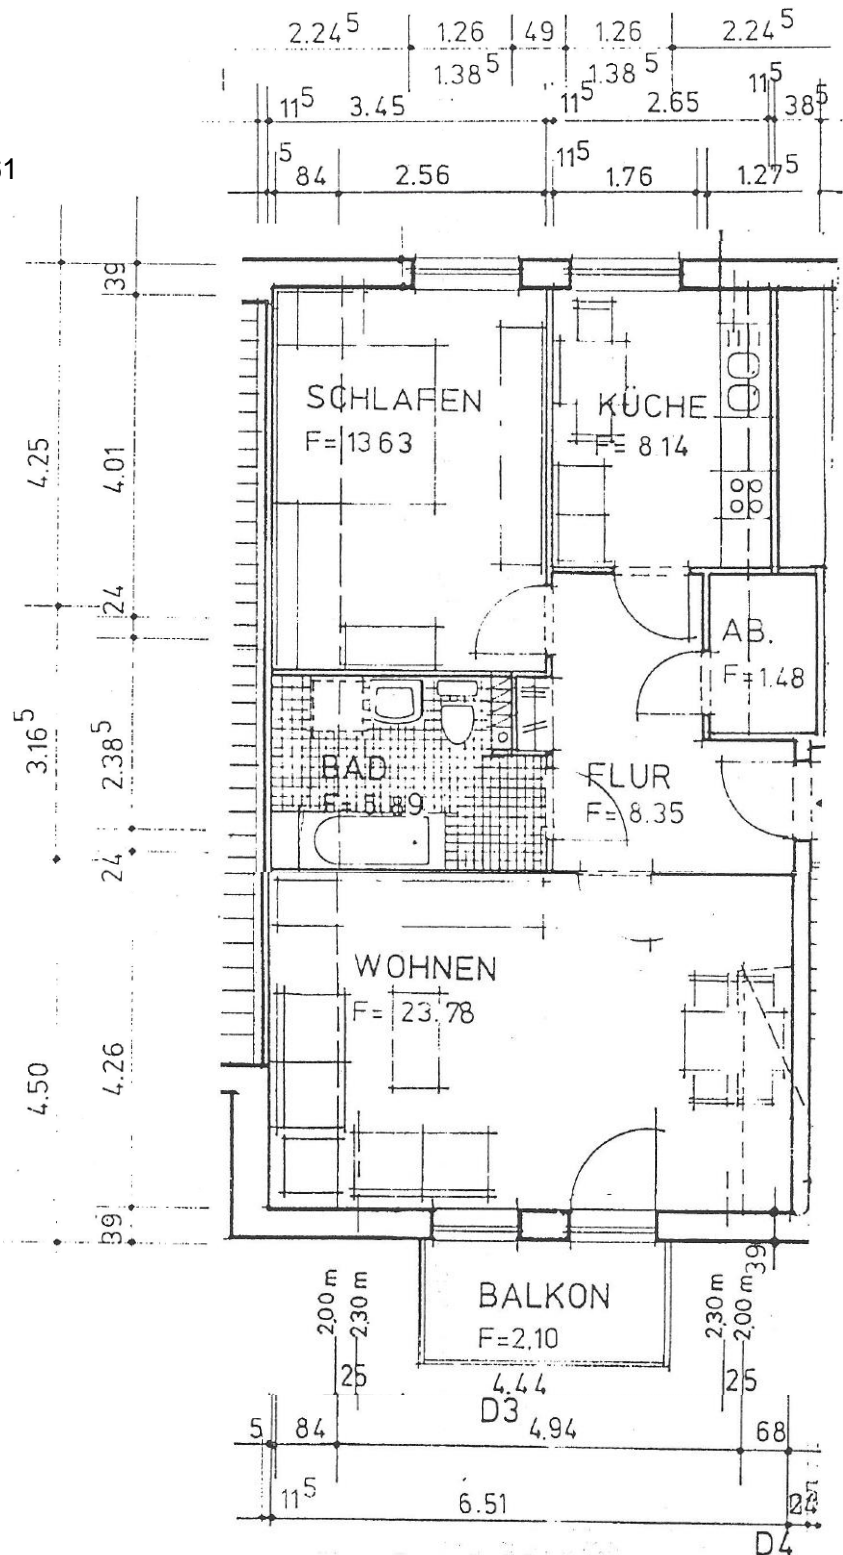 2.24⁵ 1.26 49 1.26 2.24⁵
1.38⁵ 1.38⁵
11⁵ 3.45 11⁵ 2.65 11⁵ 38⁵
61
5 84 2.56 11⁵ 1.76 1.27⁵
39
4.25
4.01
24
3.16⁵
2.38⁵
24
4.50
4.26
39
SCHLAFEN
F= 13 63
KÜCHE
F= 8.14
AB.
F=1.48
BAD
F= 5.89
FLUR
F= 8.35
WOHNEN
F= 23.78
BALKON
F=2,10
39
2,00 m
2,30 m
2,30 m
2,00 m
25 4.44 25
D3
5 84 4.94 68
11⁵ 6.51 24
D4